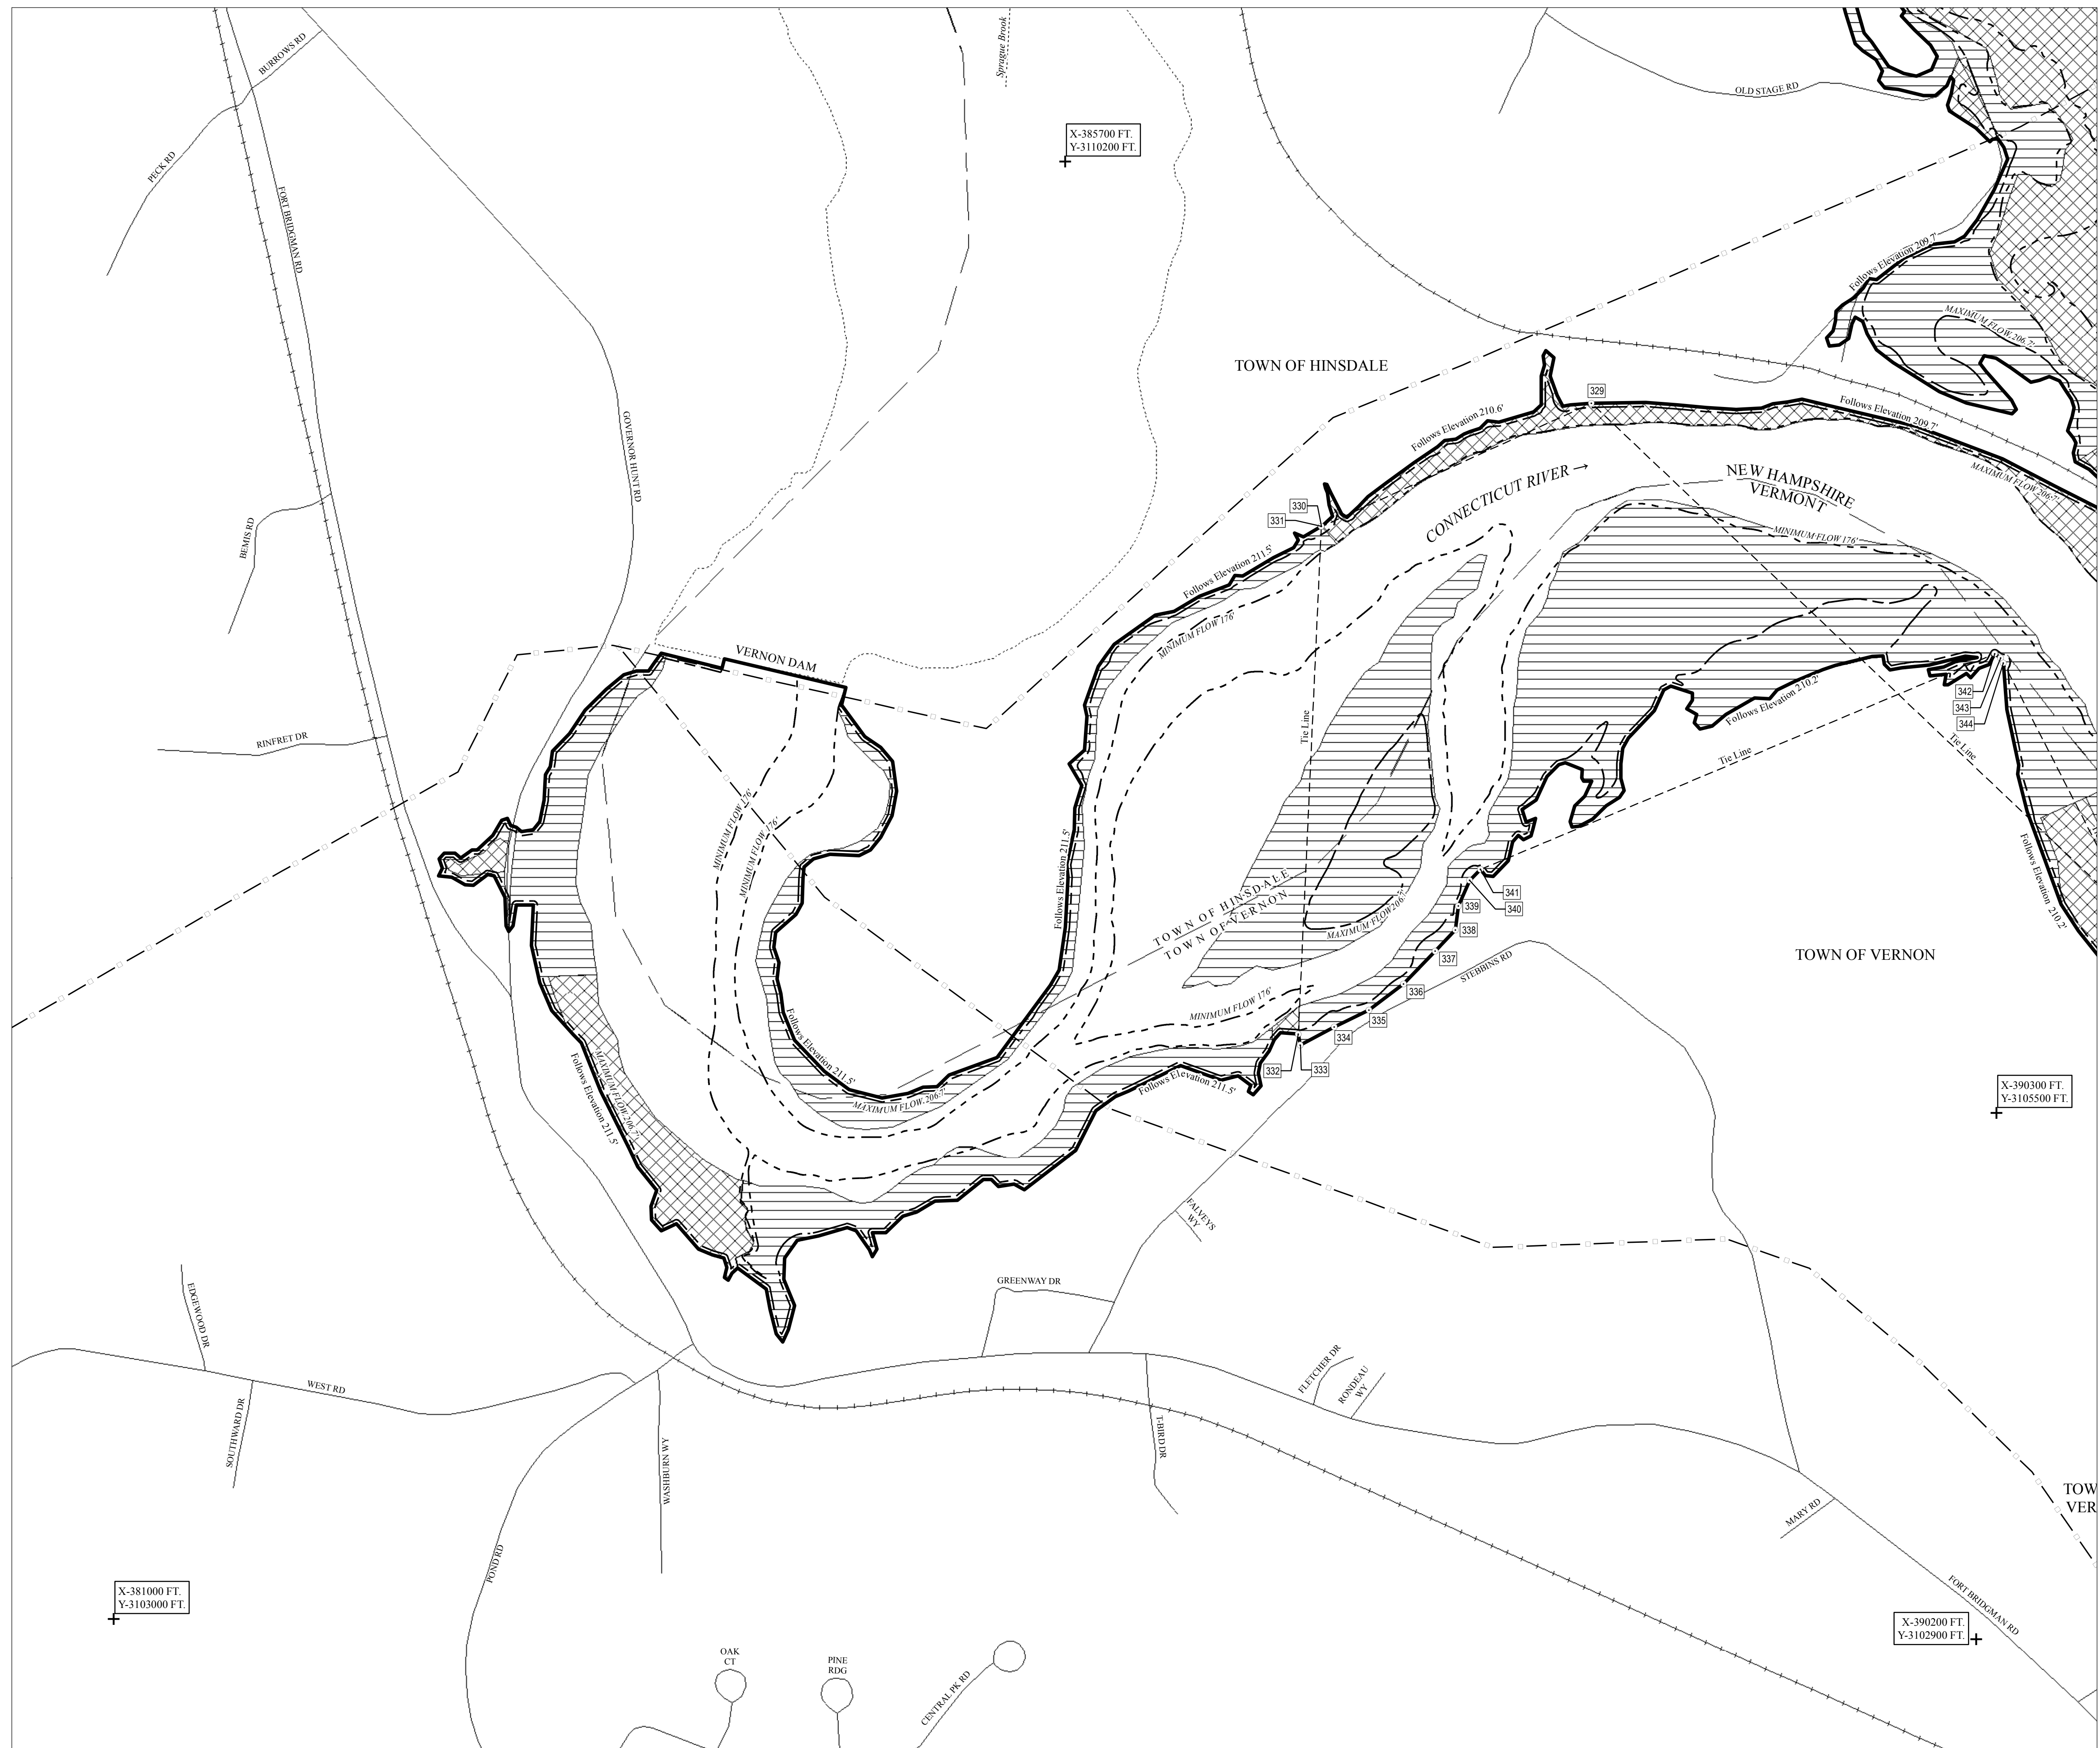 BURROWS RD
Sprague Brook
OLD STAGE RD
X-385700 FT.
Y-3110200 FT.
PECK RD
FORT BRIDGMAN RD
Follows Elevation 209.7'
MAXIMUM FLOW 206.7'
TOWN OF HINSDALE
329
Follows Elevation 210.6'
Follows Elevation 209.7'
GOVERNOR HUNT RD
MAXIMUM FLOW 206.7'
NEW HAMPSHIRE
VERMONT
CONNECTICUT RIVER →
330
331
BEMIS RD
MINIMUM FLOW 176'
Follows Elevation 211.5'
MINIMUM FLOW 176'
VERNON DAM
342
343
344
Follows Elevation 210.2'
Tie Line
Tie Line
Tie Line
RINFRET DR
MINIMUM FLOW 176'
MINIMUM FLOW 176'
Follows Elevation 211.5'
Follows Elevation 210.2'
TOWN OF HINSDALE
TOWN OF VERNON
MAXIMUM FLOW 206.7'
341
340
339
338
337
336
335
334
333
332
STEBBINS RD
TOWN OF VERNON
MINIMUM FLOW 176'
Follows Elevation 211.5'
MAXIMUM FLOW 206.7'
Follows Elevation 211.5'
MAXIMUM FLOW 206.7'
Follows Elevation 211.5'
X-390300 FT.
Y-3105500 FT.
FALVEYS
WY
GREENWAY DR
EDGEWOOD DR
WEST RD
SOUTHWARD DR
FLETCHER DR
RONDEAU
WY
T-BIRD DR
WASHBURN WY
TOW
VER
MARY RD
POND RD
X-381000 FT.
Y-3103000 FT.
FORT BRIDGMAN RD
X-390200 FT.
Y-3102900 FT.
OAK
CT
PINE
RDG
CENTRAL PK RD